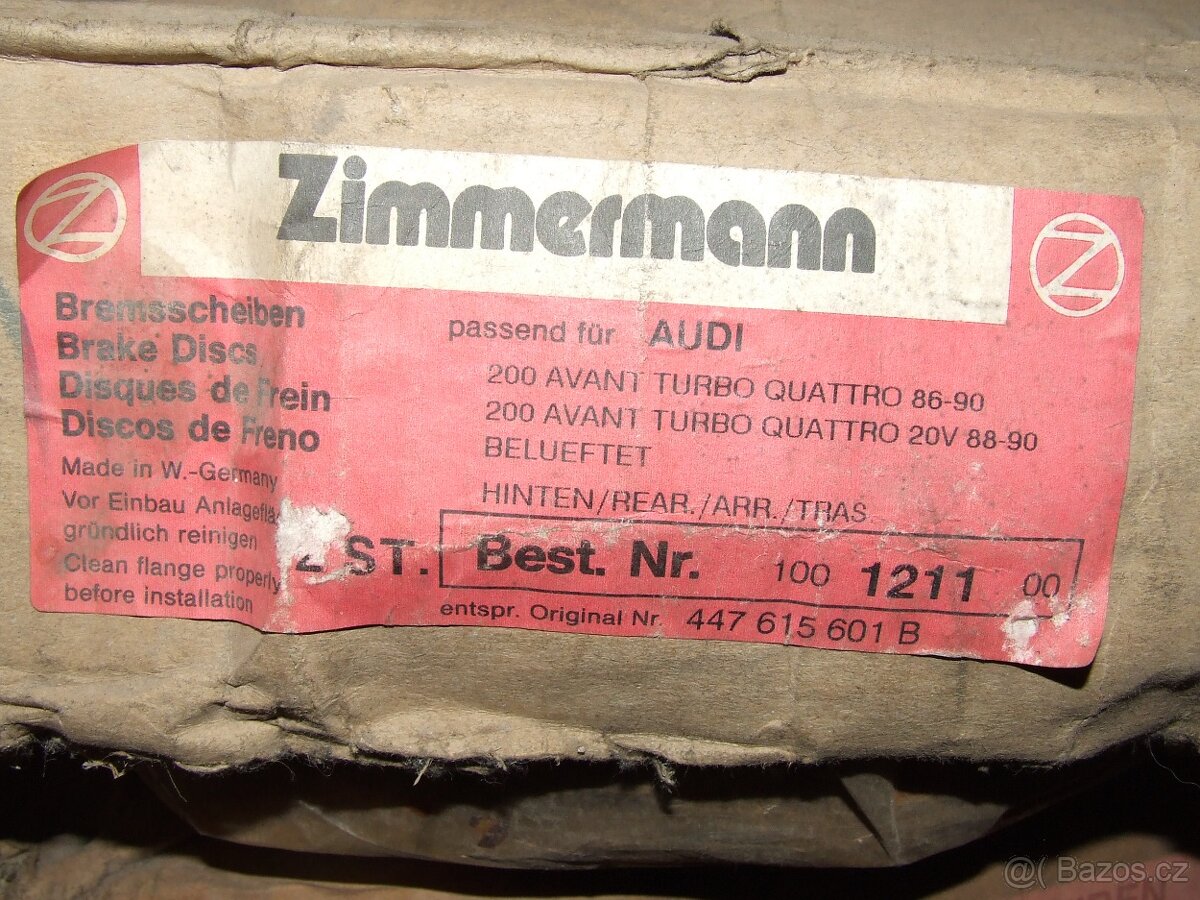 Zimmermann
Bremsscheiben
Brake Discs
Disques de Frein
Discos de Freno
Made in W.-Germany
Vor Einbau Anlageflä
gründlich reinigen
Clean flange properly
before installation
passend für AUDI
200 AVANT TURBO QUATTRO 86-90
200 AVANT TURBO QUATTRO 20V 88-90
BELUEFTET
HINTEN/REAR./ARR./TRAS.
2 ST.
Best. Nr. 100 1211 00
entspr. Original Nr. 447 615 601 B
@( Bazos.cz